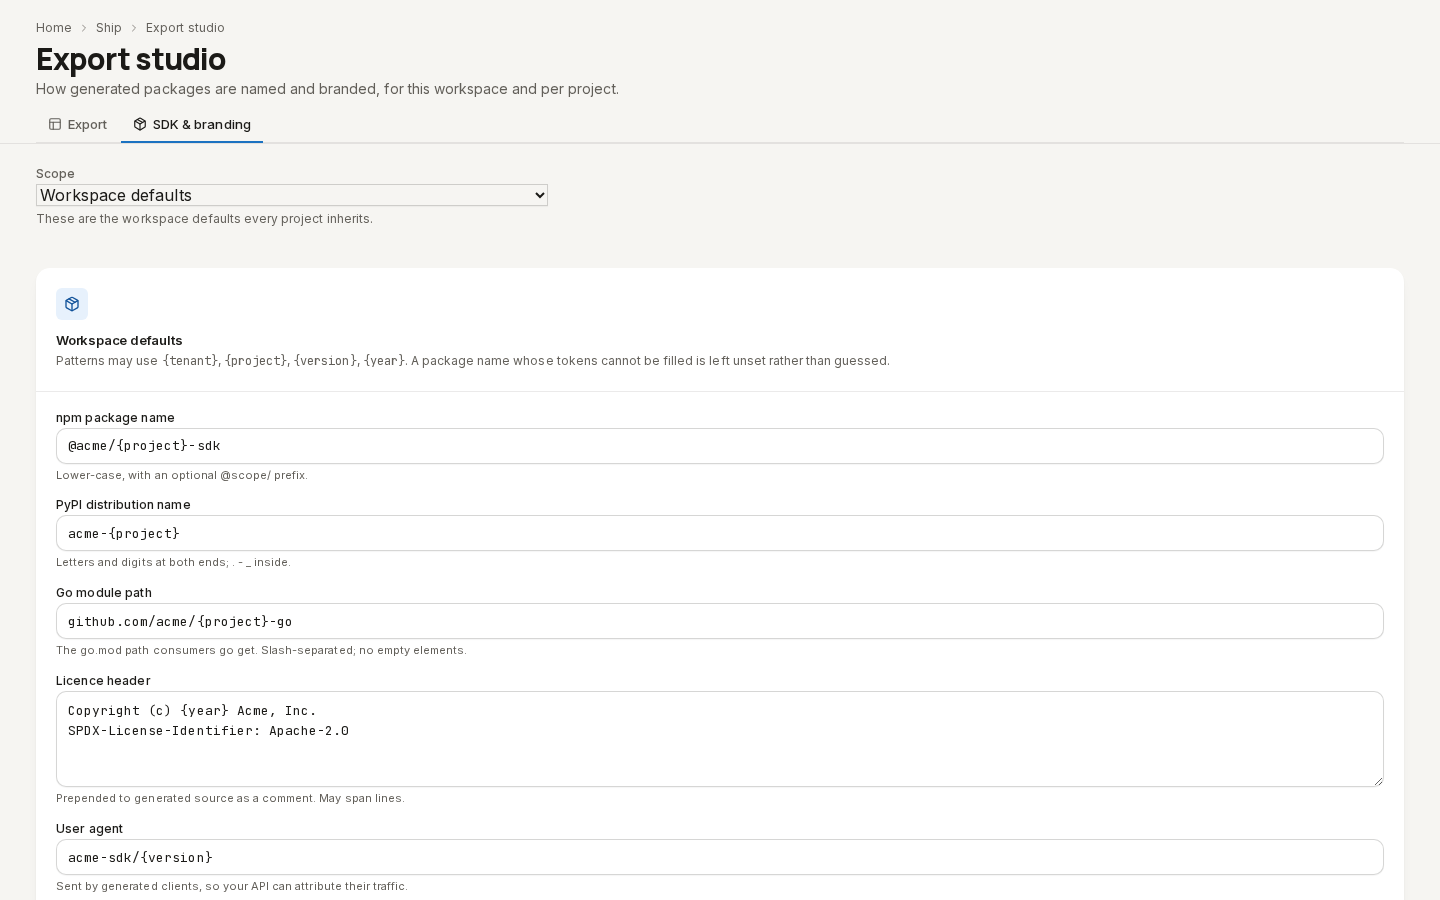 Home > Ship > Export studio
Export studio
How generated packages are named and branded, for this workspace and per project.
Export
SDK & branding
Scope
Workspace defaults
These are the workspace defaults every project inherits.
Workspace defaults
Patterns may use {tenant}, {project}, {version}, {year}. A package name whose tokens cannot be filled is left unset rather than guessed.
npm package name
@acme/{project}-sdk
Lower-case, with an optional @scope/ prefix.
PyPI distribution name
acme-{project}
Letters and digits at both ends; . - _ inside.
Go module path
github.com/acme/{project}-go
The go.mod path consumers go get. Slash-separated; no empty elements.
Licence header
Copyright (c) {year} Acme, Inc.
SPDX-License-Identifier: Apache-2.0
Prepended to generated source as a comment. May span lines.
User agent
acme-sdk/{version}
Sent by generated clients, so your API can attribute their traffic.